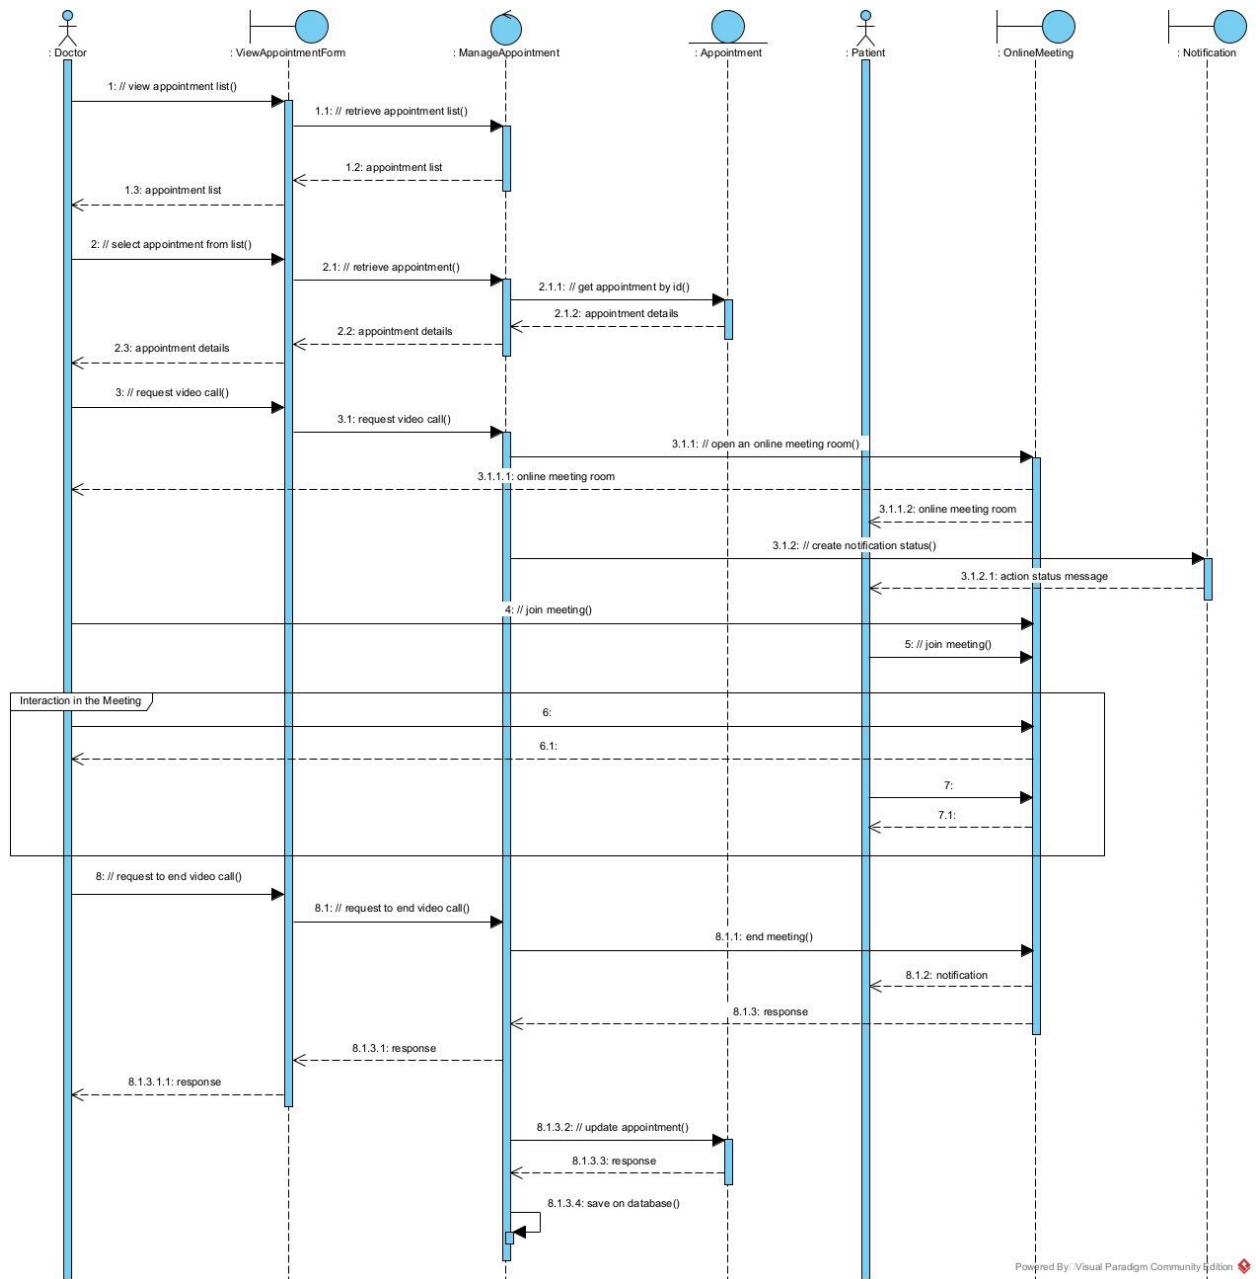 : Doctor
: ViewAppointmentForm
: ManageAppointment
: Appointment
: Patient
: OnlineMeeting
: Notification
1: // view appointment list()
1.1: // retrieve appointment list()
1.2: appointment list
1.3: appointment list
2: // select appointment from list()
2.1: // retrieve appointment()
2.1.1: // get appointment by id()
2.1.2: appointment details
2.2: appointment details
2.3: appointment details
3: // request video call()
3.1: request video call()
3.1.1: // open an online meeting room()
3.1.1.1: online meeting room
3.1.1.2: online meeting room
3.1.2: // create notification status()
3.1.2.1: action status message
4: // join meeting()
5: // join meeting()
Interaction in the Meeting
6:
6.1:
7:
7.1:
8: // request to end video call()
8.1: // request to end video call()
8.1.1: end meeting()
8.1.2: notification
8.1.3: response
8.1.3.1: response
8.1.3.1.1: response
8.1.3.2: // update appointment()
8.1.3.3: response
8.1.3.4: save on database()
Powered By Visual Paradigm Community Edition